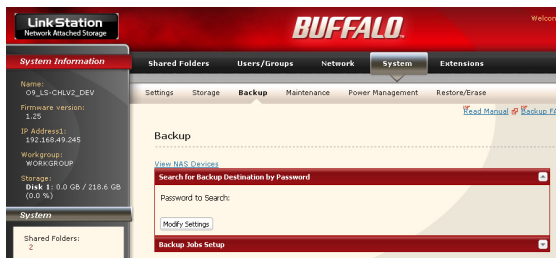 LinkStation
Network Attached Storage
BUFFALO
System Information
Name:
09_LS-CHLV2_DEV
Firmware version:
1.25
IP Address1:
192.168.49.245
Workgroup:
WORKGROUP
Storage:
Disk 1: 0.0 GB / 218.6 GB
(0.0 %)
System
Shared Folders:
2
Shared Folders Users/Groups Network System Extensions
Settings Storage Backup Maintenance Power Management Restore/Erase
Read Manual Backup
Backup
View NAS Devices
Search for Backup Destination by Password
Password to Search:
Modify Settings
Backup Jobs Setup